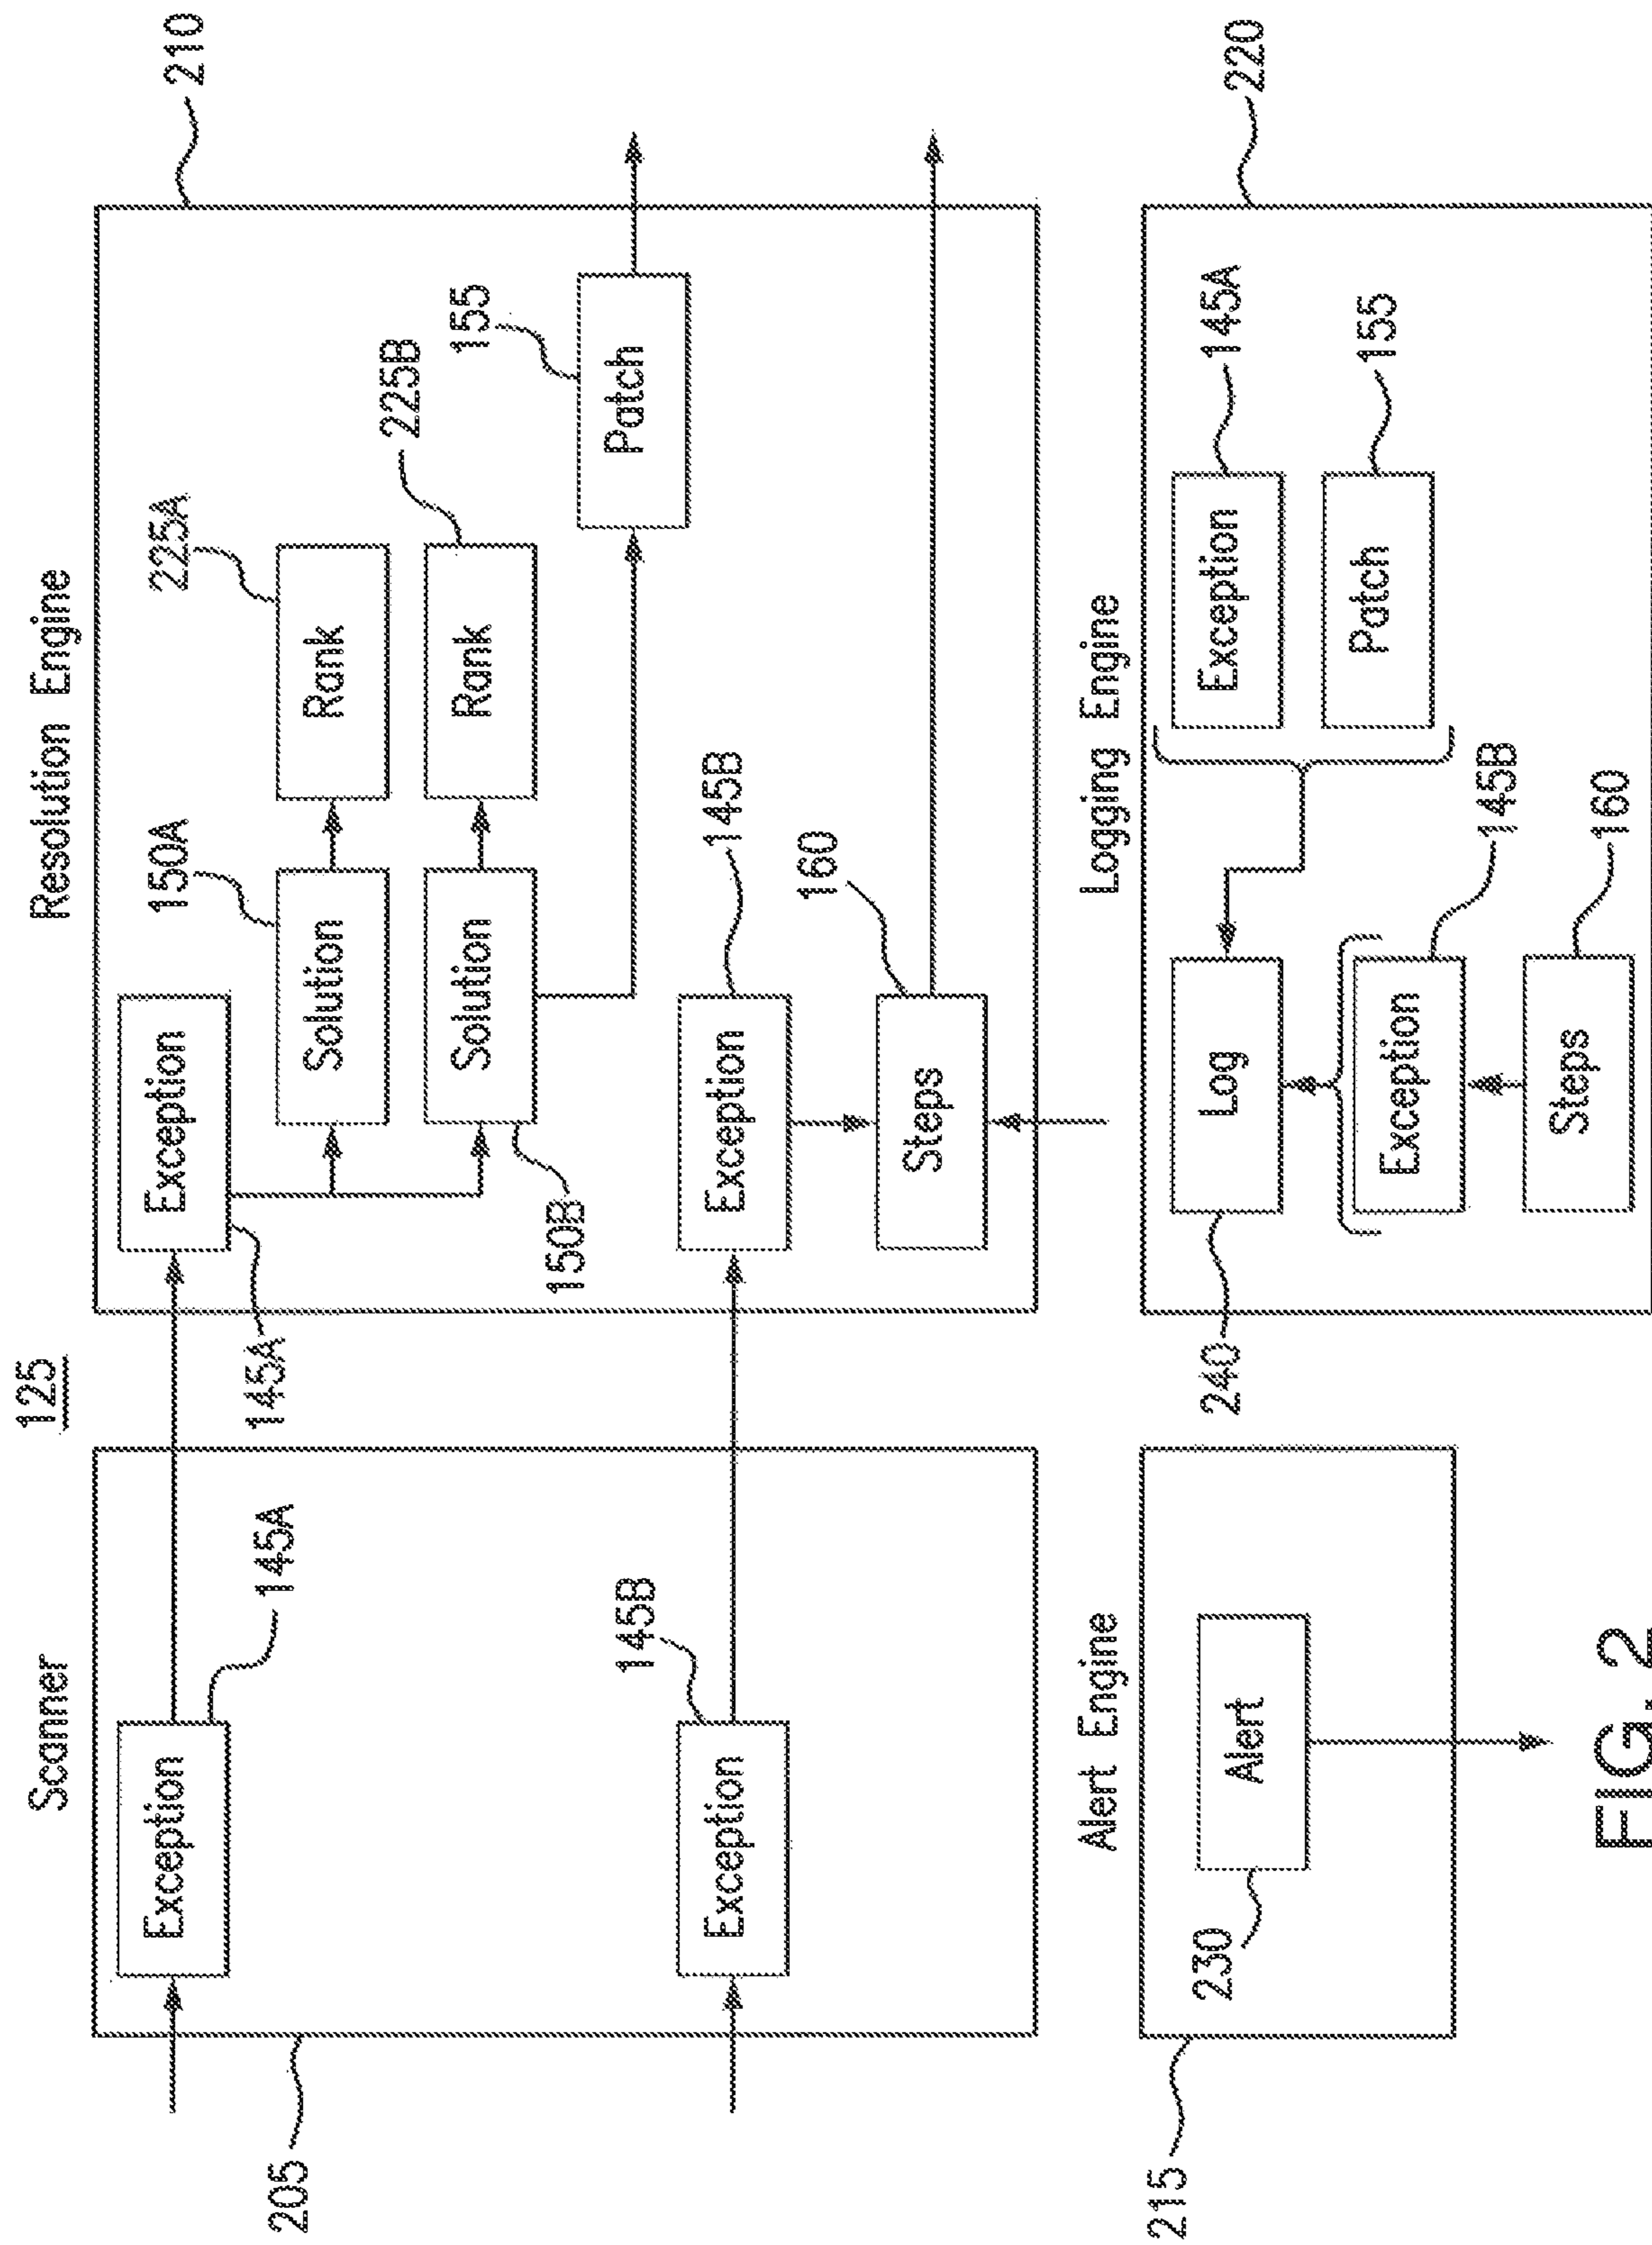 125
Scanner
Exception
145A
Exception
145B
205
Resolution Engine
210
Exception
145A
Solution
150A
Rank
225A
Solution
150B
Rank
225B
Patch
155
Exception
145B
Steps
160
Alert Engine
Alert
230
215
Logging Engine
220
Log
240
Exception
145A
Patch
155
Exception
145B
Steps
160
FIG. 2